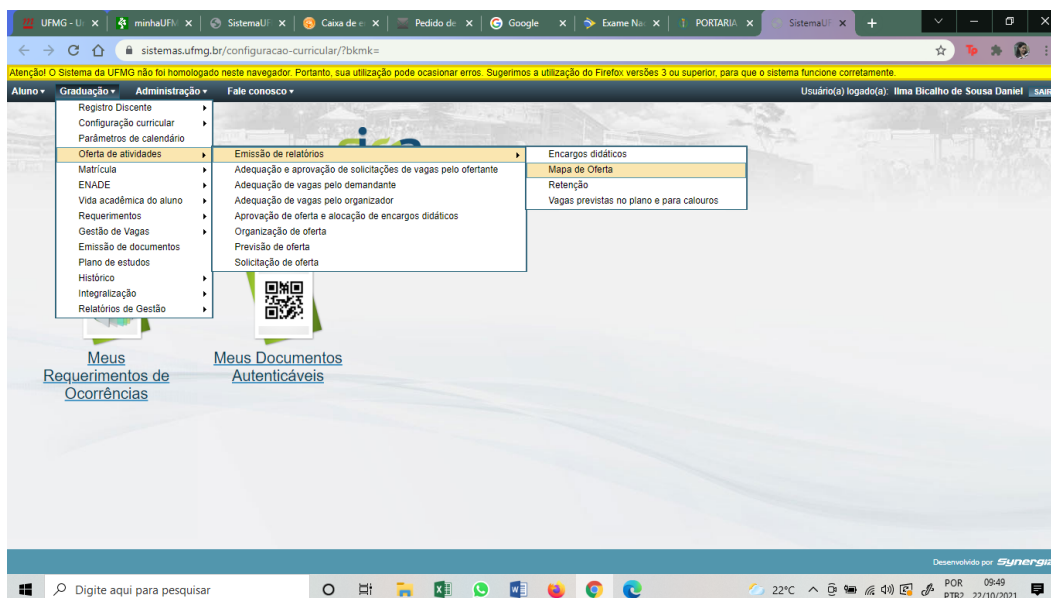 UFMG - U
minhaUFM
SistemaUF
Caixa de e
Pedido de
Google
Exame Na
PORTARIA
SistemaUF
sistemas.ufmg.br/configuracao-curricular/?bkmk=
Tp
Atenção! O Sistema da UFMG não foi homologado neste navegador. Portanto, sua utilização pode ocasionar erros. Sugerimos a utilização do Firefox versões 3 ou superior, para que o sistema funcione corretamente.
Aluno Graduação Administração Fale conosco Usuário(a) logado(a): Ilma Bicalho de Sousa Daniel SAIR
Registro Discente
Configuração curricular
Parâmetros de calendário
Oferta de atividades
Matrícula
ENADE
Vida acadêmica do aluno
Requerimentos
Gestão de Vagas
Emissão de documentos
Plano de estudos
Histórico
Integralização
Relatórios de Gestão
Emissão de relatórios
Adequação e aprovação de solicitações de vagas pelo ofertante
Adequação de vagas pelo demandante
Adequação de vagas pelo organizador
Aprovação de oferta e alocação de encargos didáticos
Organização de oferta
Previsão de oferta
Solicitação de oferta
Encargos didáticos
Mapa de Oferta
Retenção
Vagas previstas no plano e para calouros
Meus
Requerimentos de
Ocorrências
Meus Documentos
Autenticáveis
Desenvolvido por Synergia
Digite aqui para pesquisar
22°C
POR
PTB2
09:49
22/10/2021